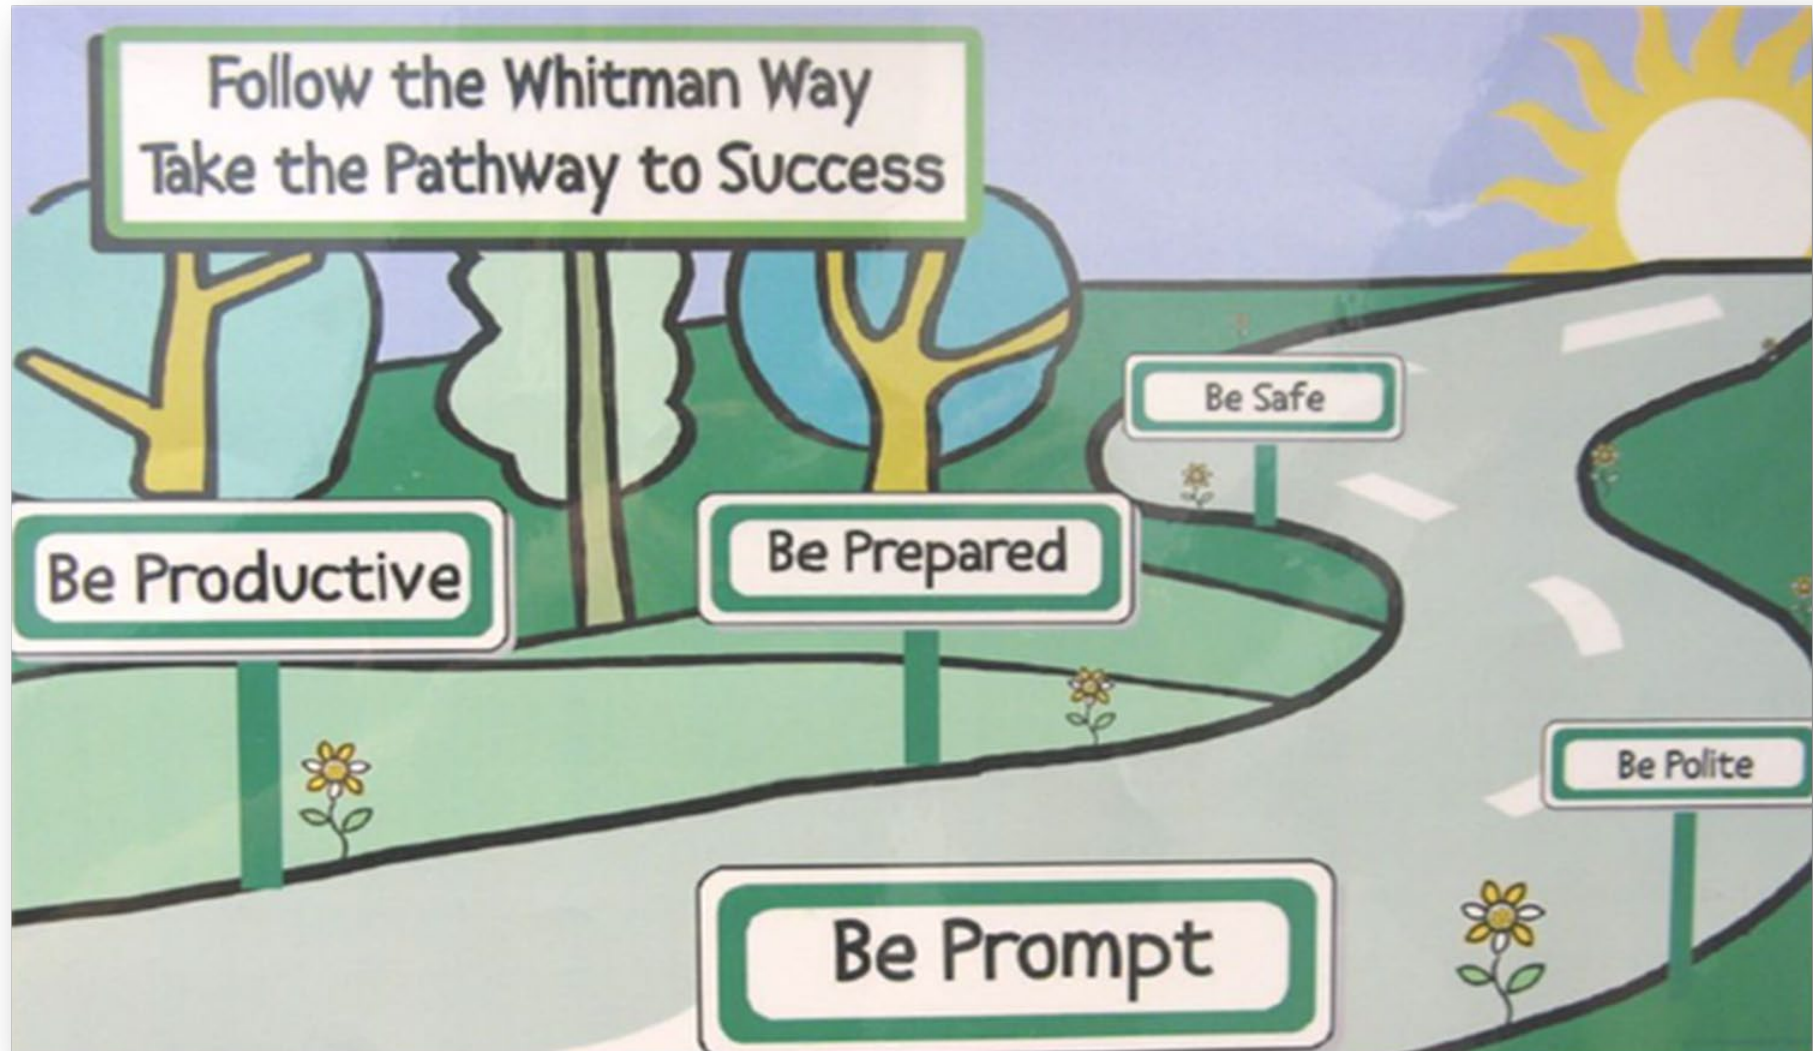 Follow the Whitman Way
Take the Pathway to Success
Be Safe
Be Productive
Be Prepared
Be Polite
Be Prompt